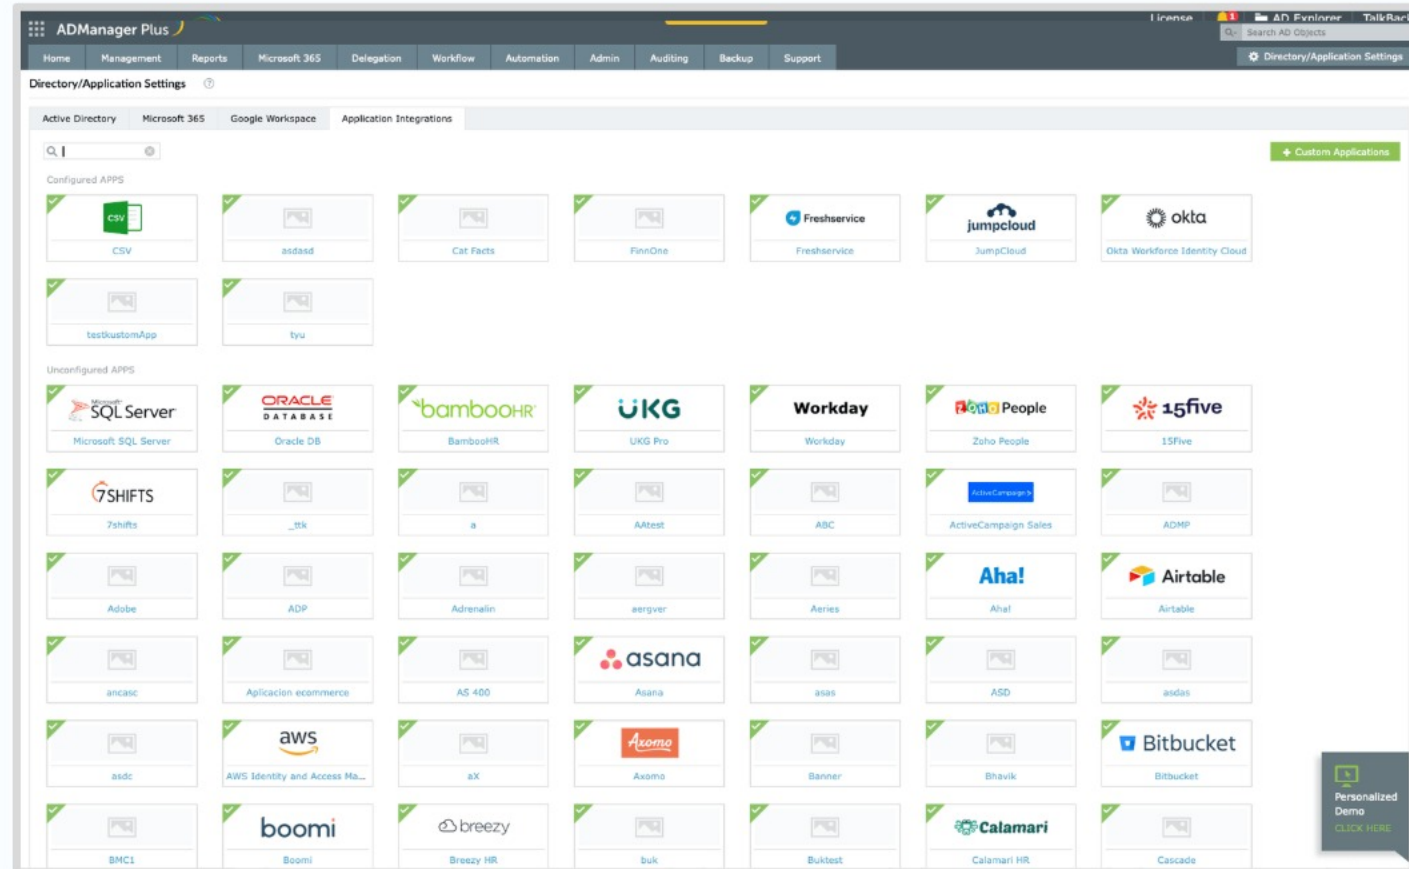 License 1 AD Explorer TalkBack
ADManager Plus
Search AD Objects
Home Management Reports Microsoft 365 Delegation Workflow Automation Admin Auditing Backup Support
Directory/Application Settings
Directory/Application Settings
Active Directory Microsoft 365 Google Workspace Application Integrations
+ Custom Applications
Configured APPS
CSV Freshservice jumpcloud okta
CSV asdasd Cat Facts FinnOne Freshservice JumpCloud Okta Workforce Identity Cloud
testkustomApp tyu
Unconfigured APPS
Microsoft SQL Server ORACLE DATABASE bambooHR UKG Workday ZOHO People 15five
Microsoft SQL Server Oracle DB BambooHR UKG Pro Workday Zoho People 15Five
7SHIFTS ActiveCampaign >
7shifts _ttk a AAtest ABC ActiveCampaign Sales ADMP
Aha! Airtable
Adobe ADP Adrenalin aergver Aeries Aha! Airtable
asana
ancasc Aplicacion ecommerce AS 400 Asana asas ASD asdas
aws Axomo Bitbucket
asdc AWS Identity and Access Ma... aX Axomo Banner Bhavik Bitbucket
Personalized
Demo
CLICK HERE
boomi breezy Calamari
BMC1 Boomi Breezy HR buk Buktest Calamari HR Cascade